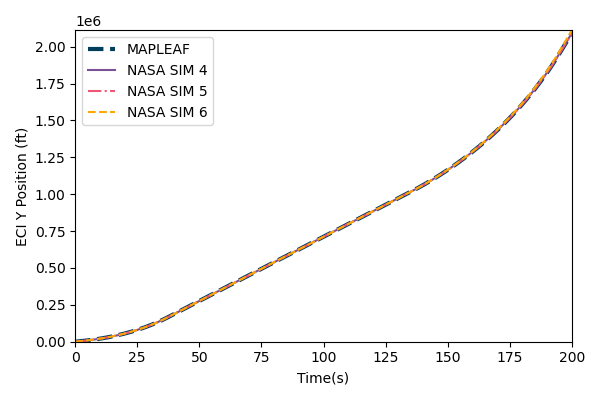 1e6
MAPLEAF
NASA SIM 4
NASA SIM 5
NASA SIM 6
ECI Y Position (ft)
2.00
1.75
1.50
1.25
1.00
0.75
0.50
0.25
0.00
0 25 50 75 100 125 150 175 200
Time(s)